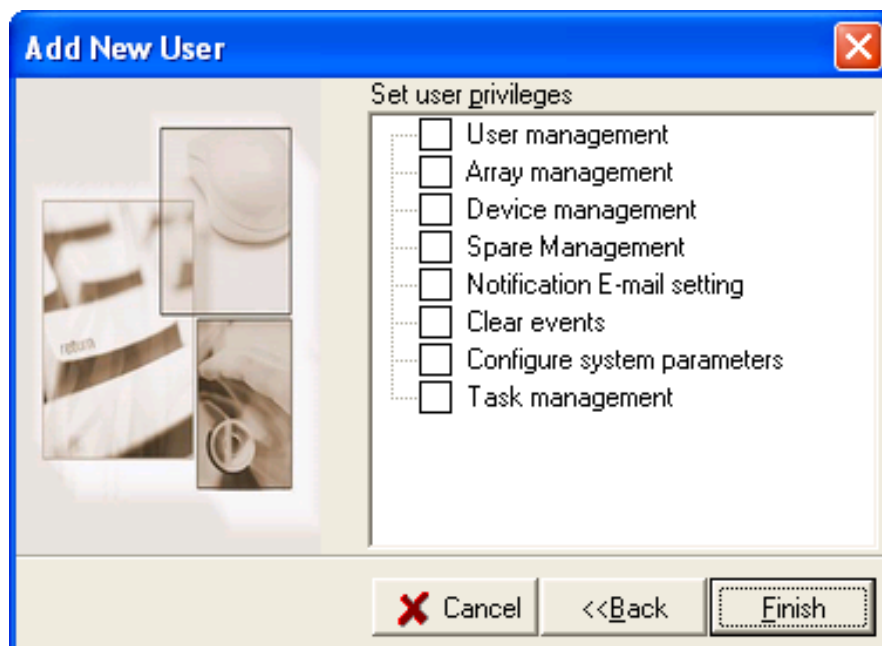 Add New User
Set user privileges
User management
Array management
Device management
Spare Management
Notification E-mail setting
Clear events
Configure system parameters
Task management
return
Cancel
<<Back
Finish